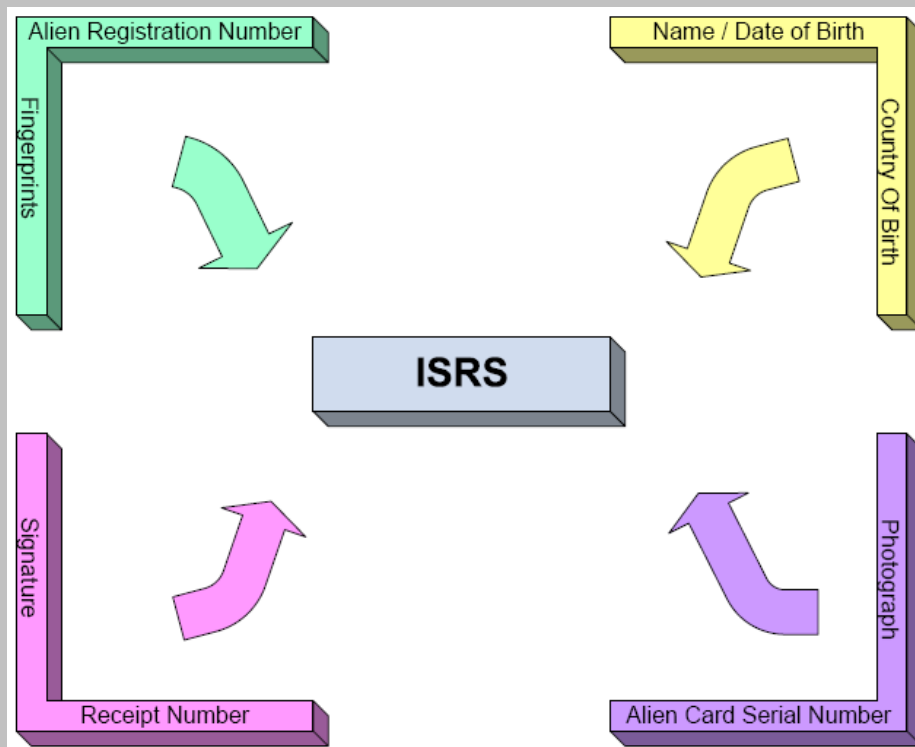 Alien Registration Number
Name / Date of Birth
Fingerprints
Country Of Birth
ISRS
Signature
Photograph
Receipt Number
Alien Card Serial Number